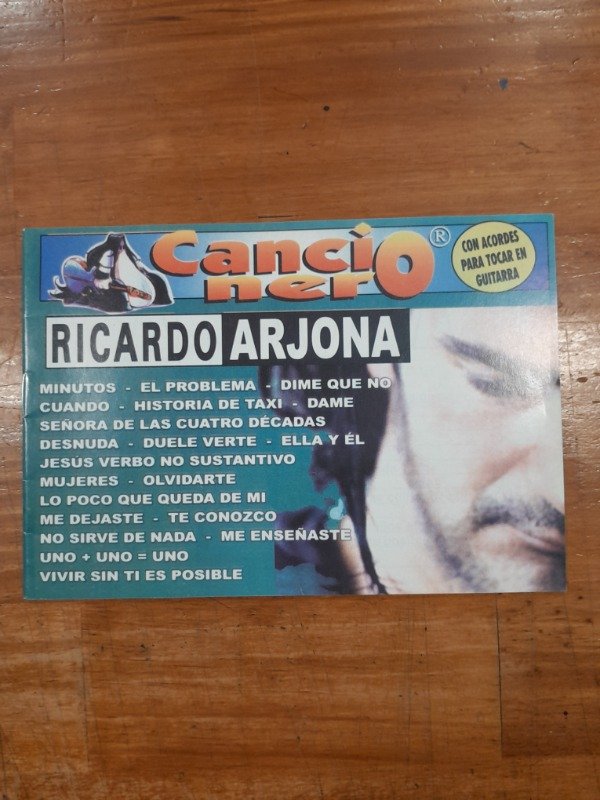 Canci
nerO®
CON ACORDES
PARA TOCAR EN
GUITARRA
RICARDO ARJONA
MINUTOS - EL PROBLEMA - DIME QUE NO
CUANDO - HISTORIA DE TAXI - DAME
SEÑORA DE LAS CUATRO DÉCADAS
DESNUDA - DUELE VERTE - ELLA Y ÉL
JESÚS VERBO NO SUSTANTIVO
MUJERES - OLVIDARTE
LO POCO QUE QUEDA DE MI
ME DEJASTE - TE CONOZCO
NO SIRVE DE NADA - ME ENSEÑASTE
UNO + UNO = UNO
VIVIR SIN TI ES POSIBLE